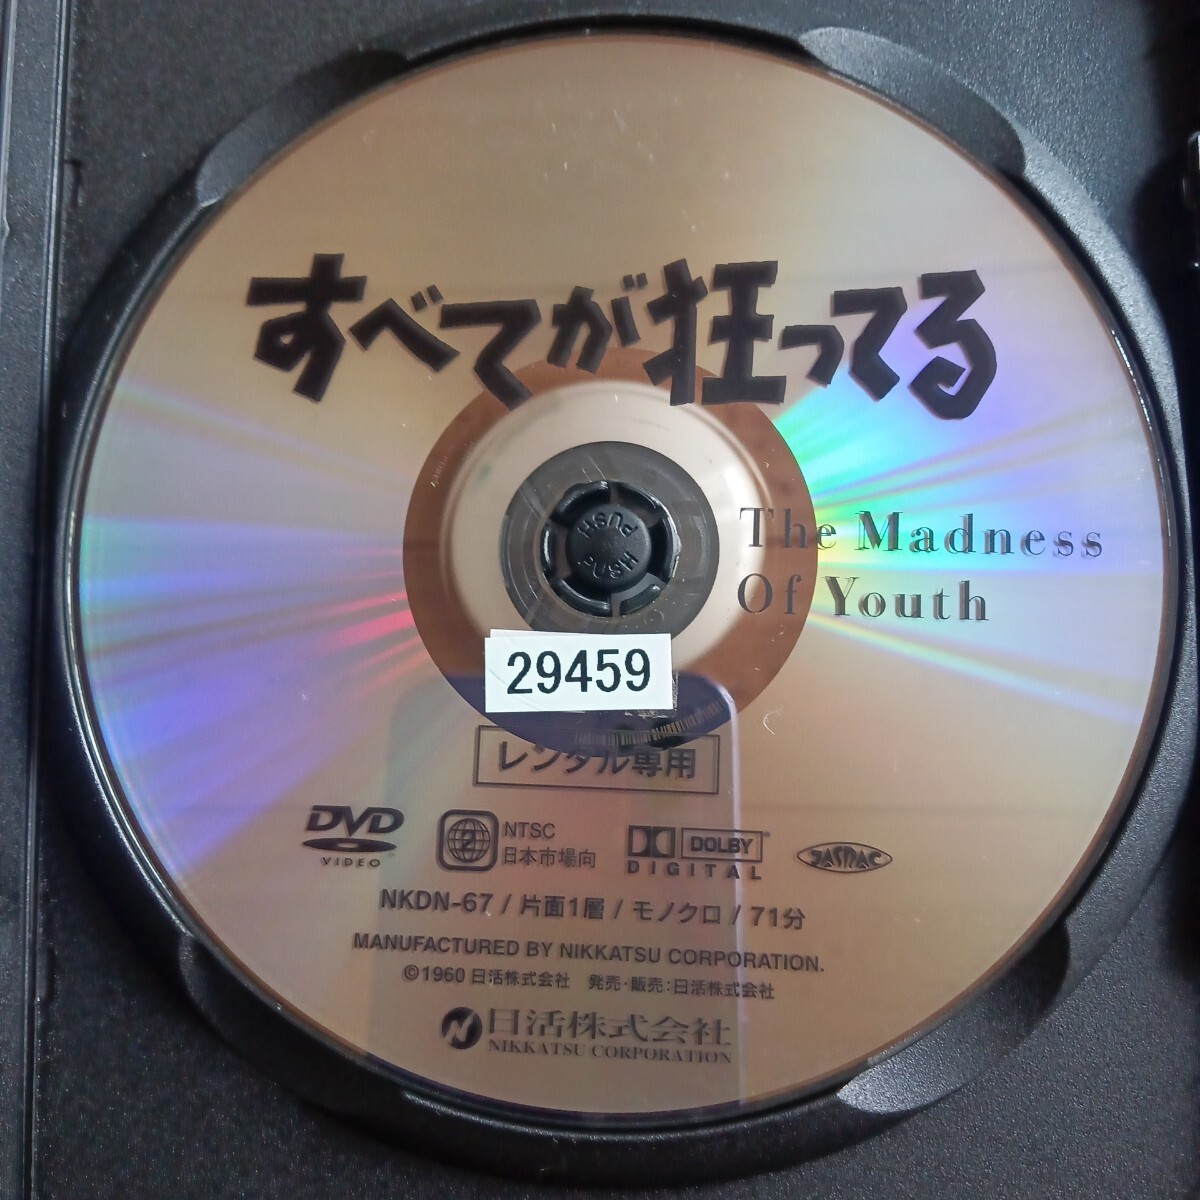 すべてが狂ってる
The Madness
Of Youth
PUSH
PUSH
29459
レンタル専用
DVD
VIDEO
2
NTSC
日本市場向
DOLBY
DIGITAL
JASRAC
NKDN-67 / 片面1層 / モノクロ / 71分
MANUFACTURED BY NIKKATSU CORPORATION.
©1960 日活株式会社 発売・販売:日活株式会社
N 日活株式会社
NIKKATSU CORPORATION